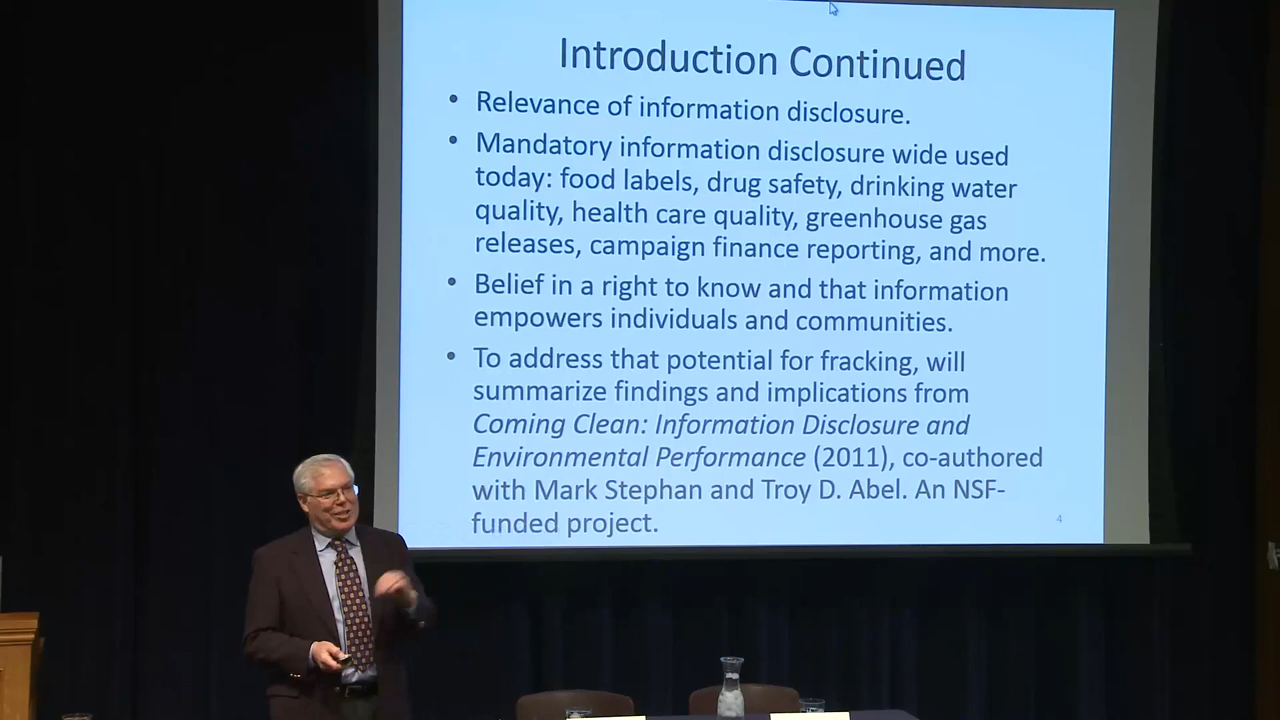 Introduction Continued
• Relevance of information disclosure.
• Mandatory information disclosure wide used
today: food labels, drug safety, drinking water
quality, health care quality, greenhouse gas
releases, campaign finance reporting, and more.
• Belief in a right to know and that information
empowers individuals and communities.
• To address that potential for fracking, will
summarize findings and implications from
Coming Clean: Information Disclosure and
Environmental Performance (2011), co-authored
with Mark Stephan and Troy D. Abel. An NSF-
funded project.
4